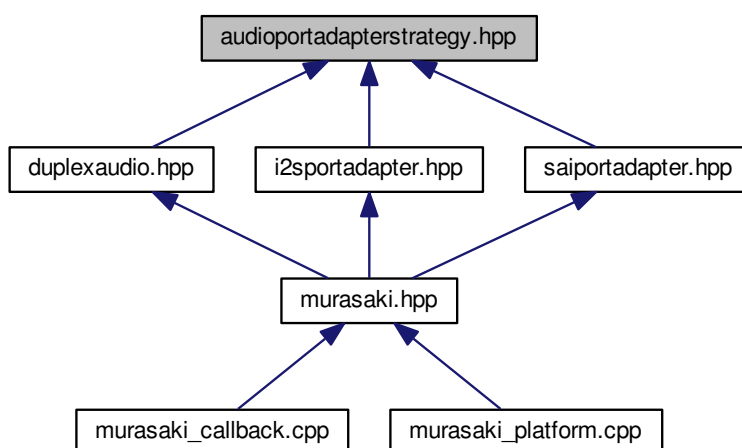 audioportadapterstrategy.hpp
duplexaudio.hpp
i2sportadapter.hpp
saiportadapter.hpp
murasaki.hpp
murasaki_callback.cpp
murasaki_platform.cpp